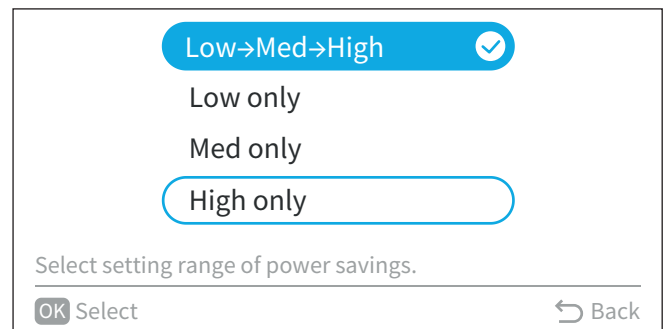 Low→Med→High
Low only
Med only
High only
Select setting range of power savings.
OK Select Back